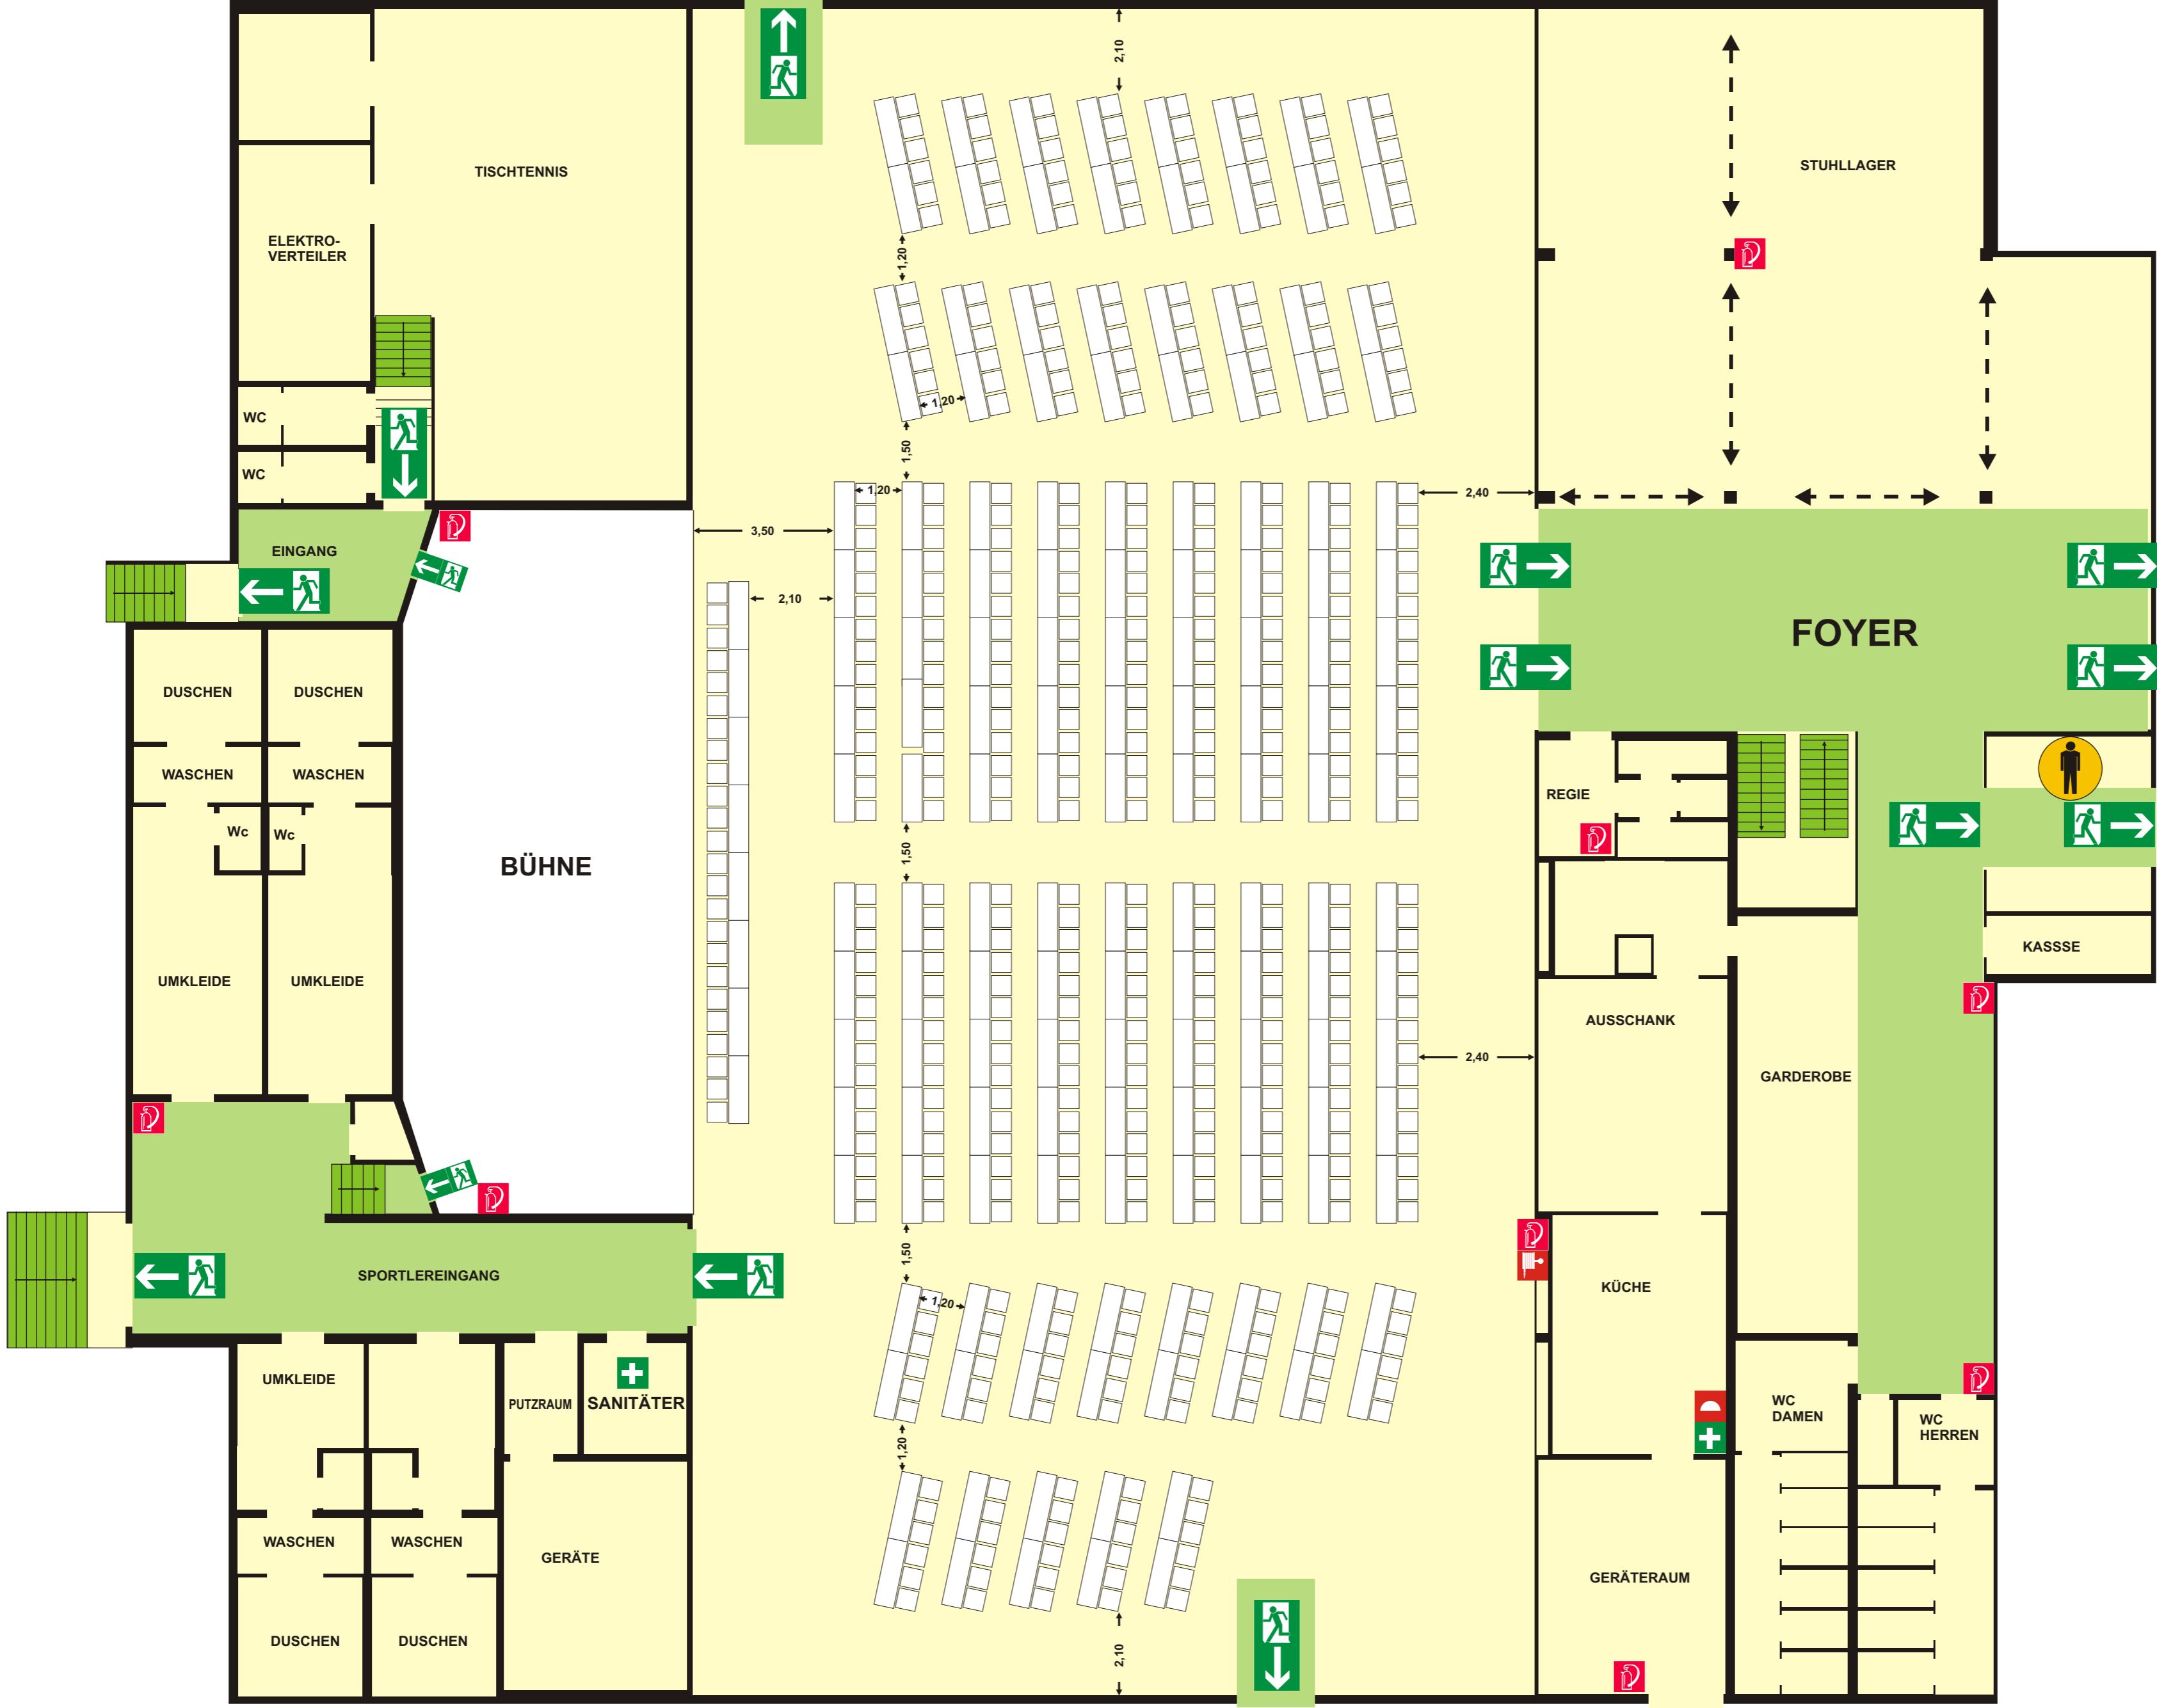 2,10
TISCHTENNIS
STUHLLAGER
ELEKTRO-
VERTEILER
1,20
1,20
WC
1,50
WC
1,20
2,40
3,50
EINGANG
2,10
FOYER
DUSCHEN
DUSCHEN
WASCHEN
WASCHEN
REGIE
Wc
Wc
1,50
BÜHNE
KASSSE
UMKLEIDE
UMKLEIDE
AUSSCHANK
2,40
GARDEROBE
1,50
SPORTLEREINGANG
KÜCHE
1,20
UMKLEIDE
PUTZRAUM
SANITÄTER
WC
DAMEN
WC
HERREN
1,20
WASCHEN
WASCHEN
GERÄTE
GERÄTERAUM
DUSCHEN
DUSCHEN
2,10